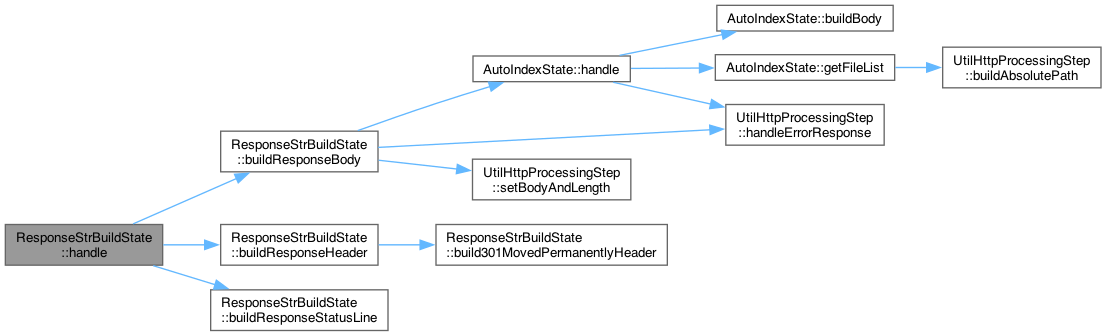 AutoIndexState::buildBody
AutoIndexState::handle
AutoIndexState::getFileList
UtilHttpProcessingStep
::buildAbsolutePath
UtilHttpProcessingStep
::handleErrorResponse
ResponseStrBuildState
::buildResponseBody
UtilHttpProcessingStep
::setBodyAndLength
ResponseStrBuildState
::handle
ResponseStrBuildState
::buildResponseHeader
ResponseStrBuildState
::build301MovedPermanentlyHeader
ResponseStrBuildState
::buildResponseStatusLine